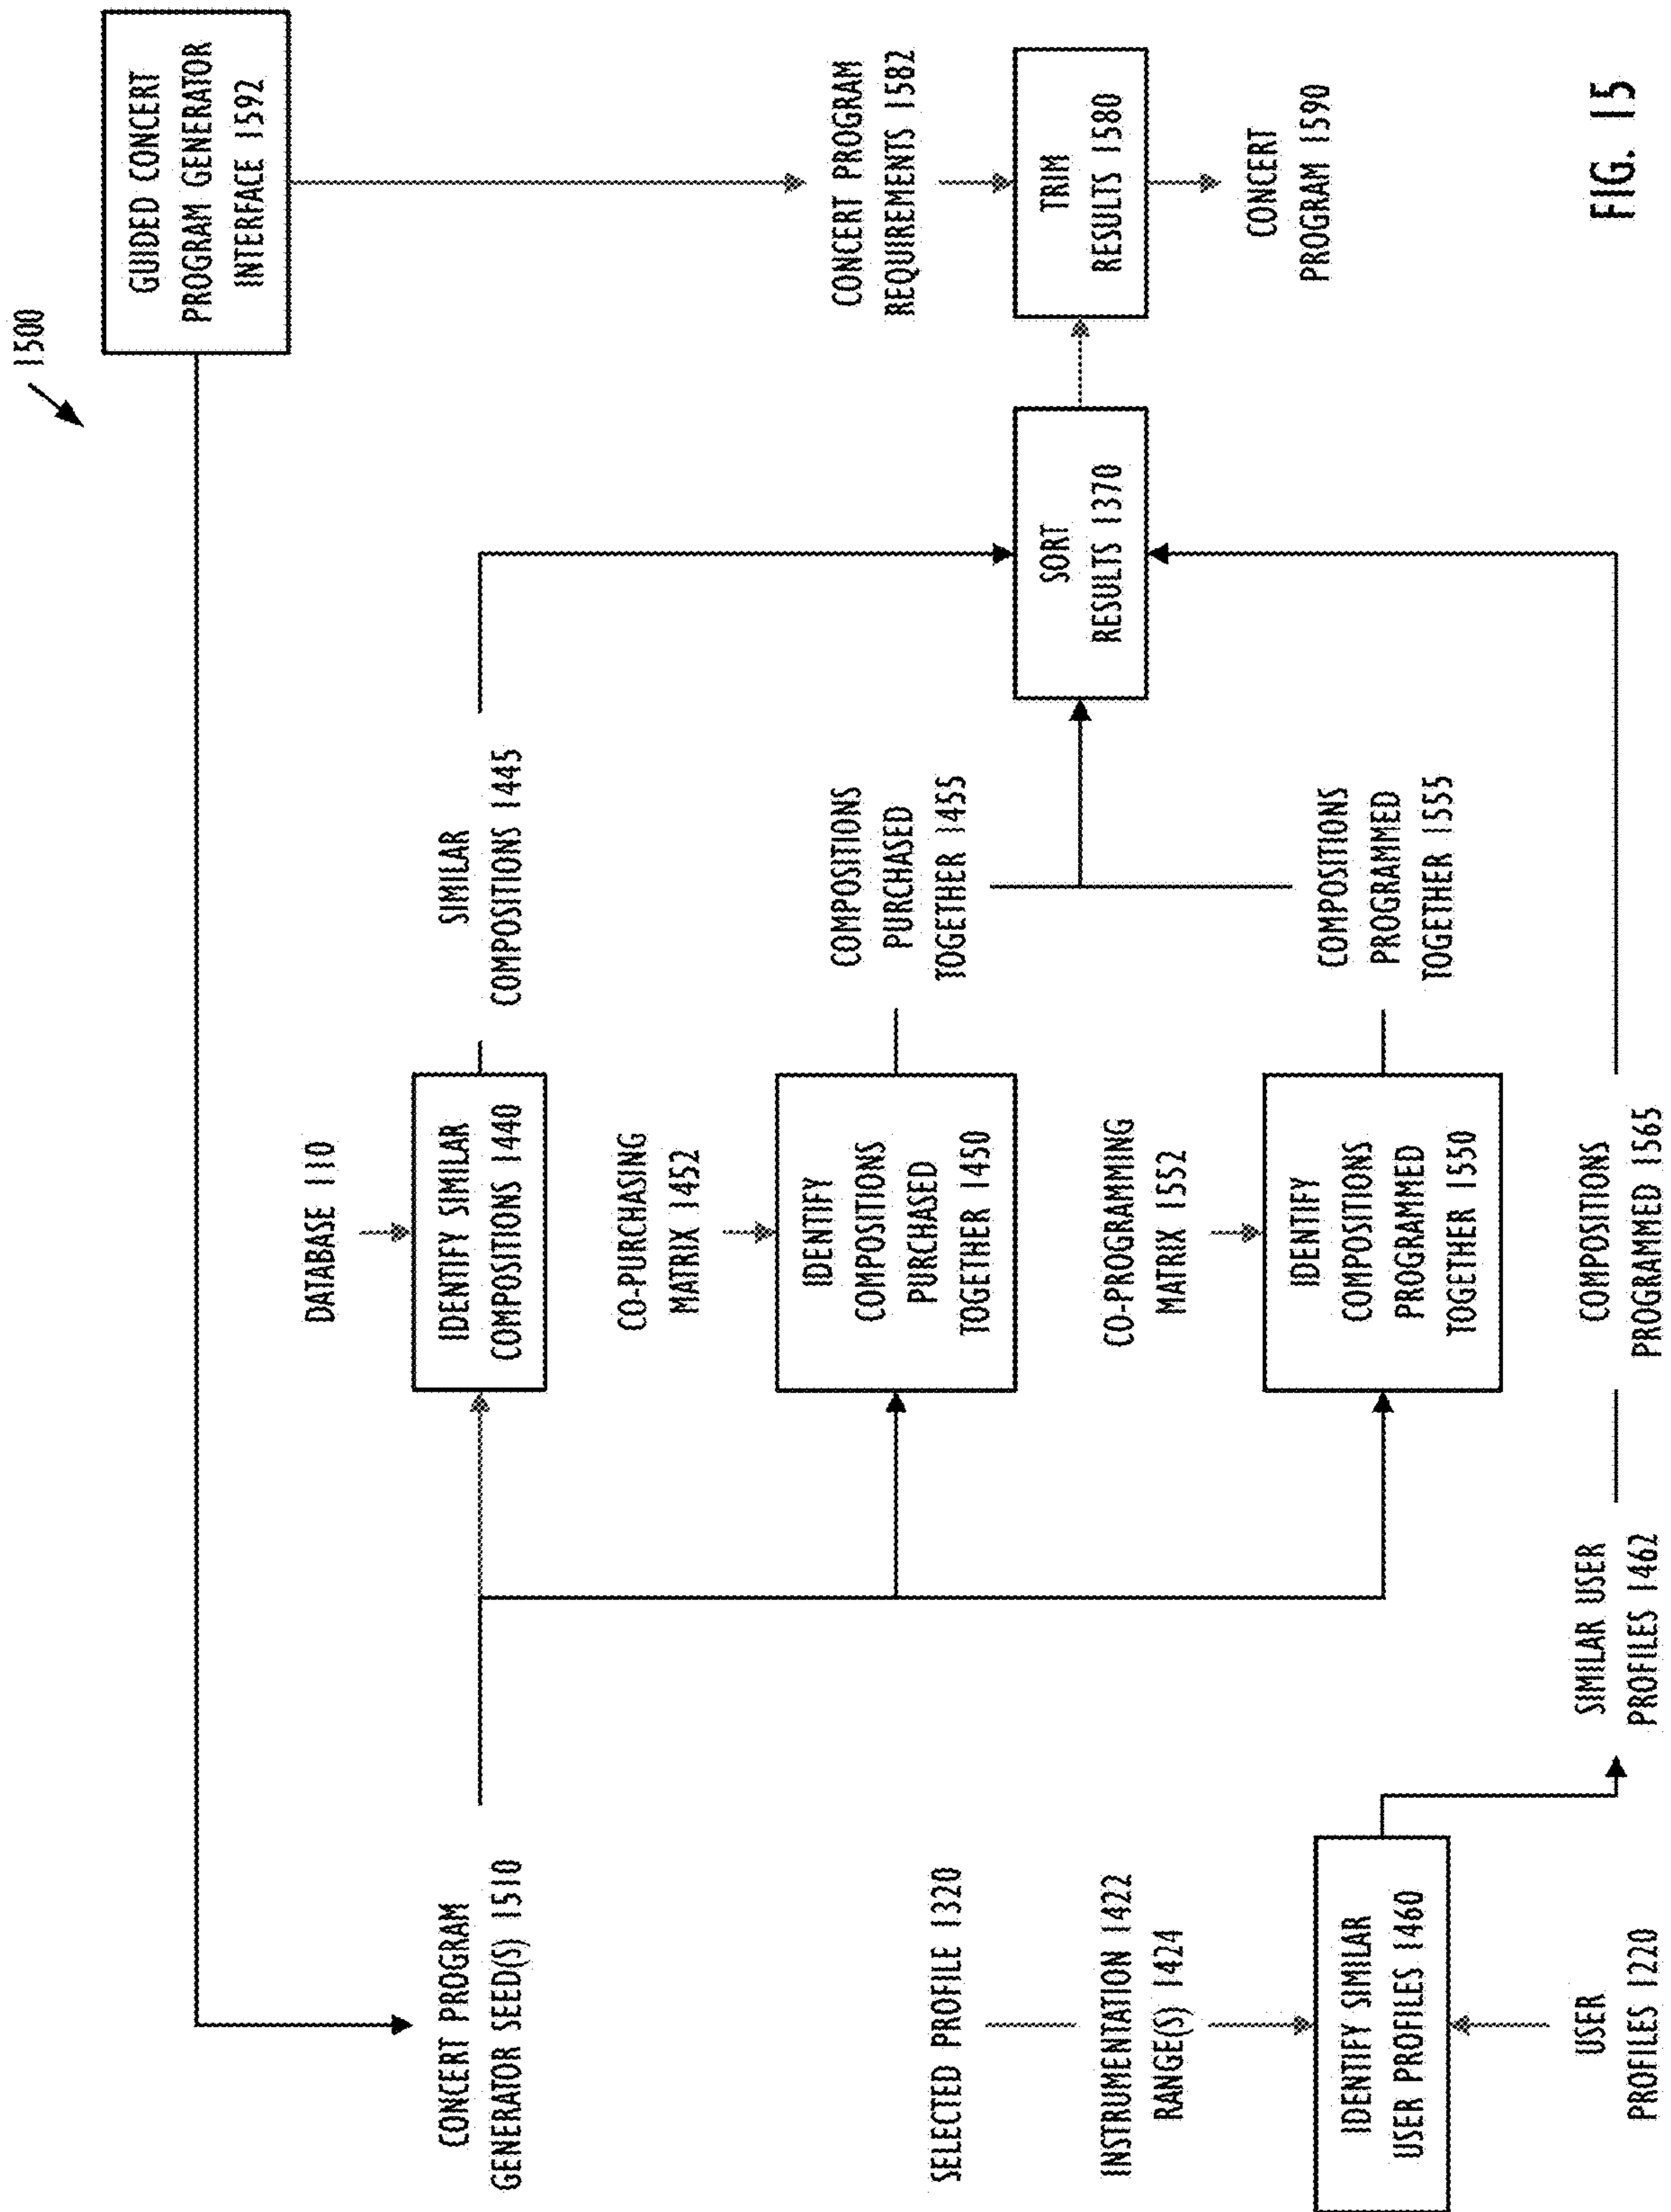 1500
GUIDED CONCERT
PROGRAM GENERATOR
INTERFACE 1592
CONCERT PROGRAM
GENERATOR SEED(S) 1510
DATABASE 110
IDENTIFY SIMILAR
COMPOSITIONS 1440
SIMILAR
COMPOSITIONS 1445
CO-PURCHASING
MATRIX 1452
IDENTIFY
COMPOSITIONS
PURCHASED
TOGETHER 1450
COMPOSITIONS
PURCHASED
TOGETHER 1455
CO-PROGRAMMING
MATRIX 1552
IDENTIFY
COMPOSITIONS
PROGRAMMED
TOGETHER 1550
COMPOSITIONS
PROGRAMMED
TOGETHER 1555
SELECTED PROFILE 1320
INSTRUMENTATION 1422
RANGE(S) 1424
IDENTIFY SIMILAR
USER PROFILES 1460
USER
PROFILES 1220
SIMILAR USER
PROFILES 1462
COMPOSITIONS
PROGRAMMED 1565
SORT
RESULTS 1370
CONCERT PROGRAM
REQUIREMENTS 1582
TRIM
RESULTS 1580
CONCERT
PROGRAM 1590
FIG. 15